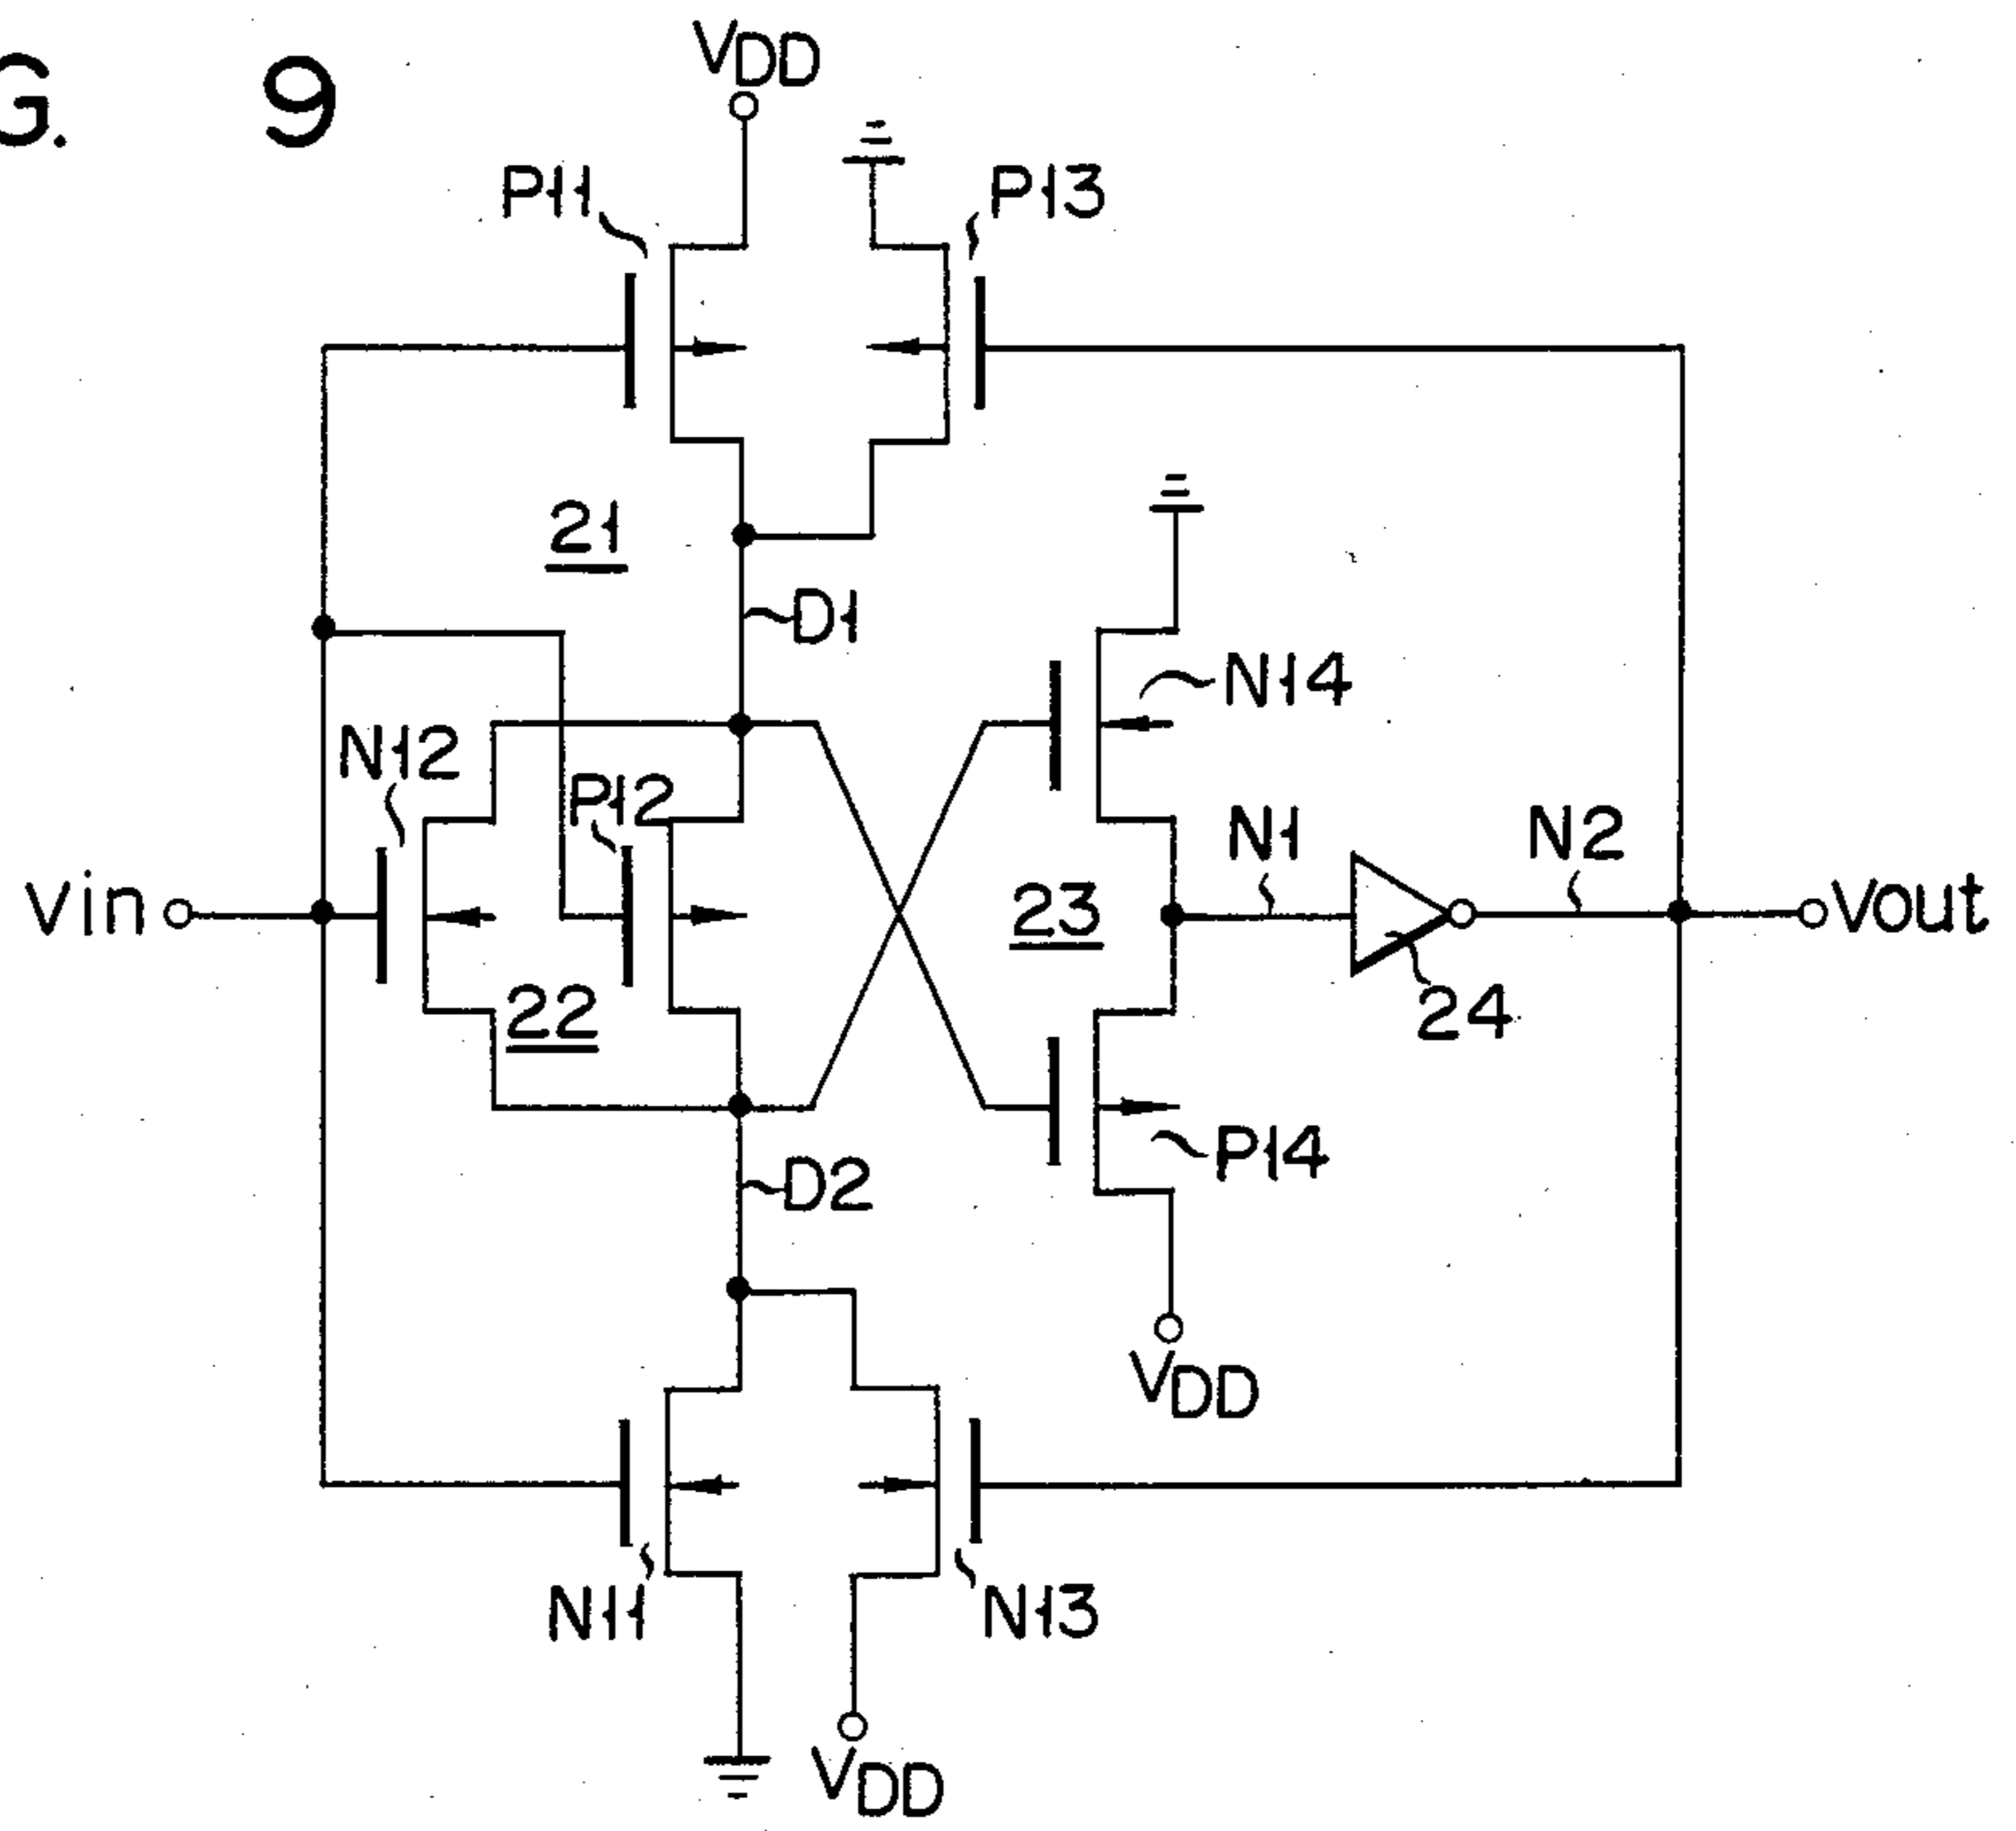 G. 9
VDD
P11
P13
21
D1
N14
N12
P12
N1
N2
Vin
23
Vout
22
24
P14
D2
VDD
N11
N13
VDD